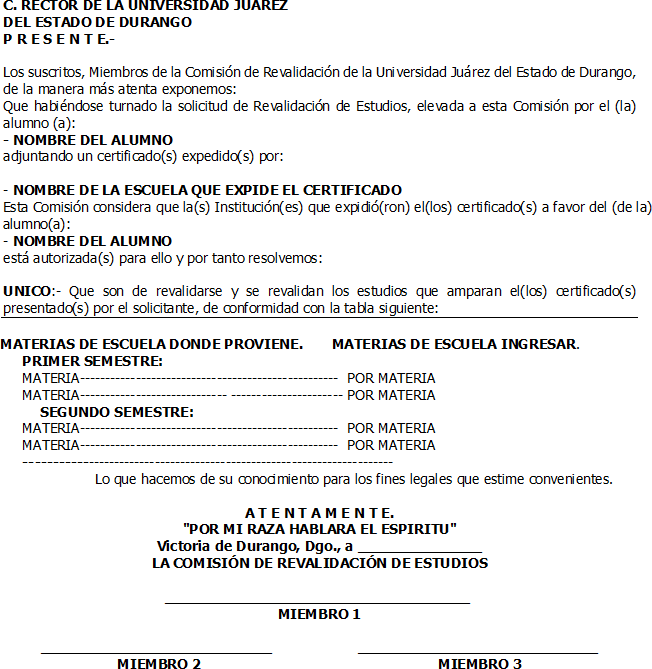 C. RECTOR DE LA UNIVERSIDAD JUAREZ
DEL ESTADO DE DURANGO
P R E S E N T E.-
Los suscritos, Miembros de la Comisión de Revalidación de la Universidad Juárez del Estado de Durango,
de la manera más atenta exponemos:
Que habiéndose turnado la solicitud de Revalidación de Estudios, elevada a esta Comisión por el (la)
alumno (a):
- NOMBRE DEL ALUMNO
adjuntando un certificado(s) expedido(s) por:
- NOMBRE DE LA ESCUELA QUE EXPIDE EL CERTIFICADO
Esta Comisión considera que la(s) Institución(es) que expidió(ron) el(los) certificado(s) a favor del (de la)
alumno(a):
- NOMBRE DEL ALUMNO
está autorizada(s) para ello y por tanto resolvemos:
UNICO:- Que son de revalidarse y se revalidan los estudios que amparan el(los) certificado(s)
presentado(s) por el solicitante, de conformidad con la tabla siguiente:
MATERIAS DE ESCUELA DONDE PROVIENE. MATERIAS DE ESCUELA INGRESAR.
PRIMER SEMESTRE:
MATERIA---------------------------------------------------- POR MATERIA
MATERIA----------------------------- ---------------------- POR MATERIA
SEGUNDO SEMESTRE:
MATERIA---------------------------------------------------- POR MATERIA
MATERIA---------------------------------------------------- POR MATERIA
--------------------------------------------------------------------------
Lo que hacemos de su conocimiento para los fines legales que estime convenientes.
A T E N T A M E N T E.
"POR MI RAZA HABLARA EL ESPIRITU"
Victoria de Durango, Dgo., a _______________
LA COMISIÓN DE REVALIDACIÓN DE ESTUDIOS
MIEMBRO 1
MIEMBRO 2 MIEMBRO 3